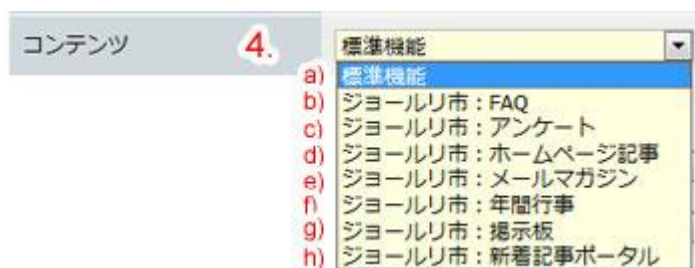 コンテンツ 4. 標準機能
a) 標準機能
b) ジョールリ市：FAQ
c) ジョールリ市：アンケート
d) ジョールリ市：ホームページ記事
e) ジョールリ市：メールマガジン
f) ジョールリ市：年間行事
g) ジョールリ市：掲示板
h) ジョールリ市：新着記事ポータル